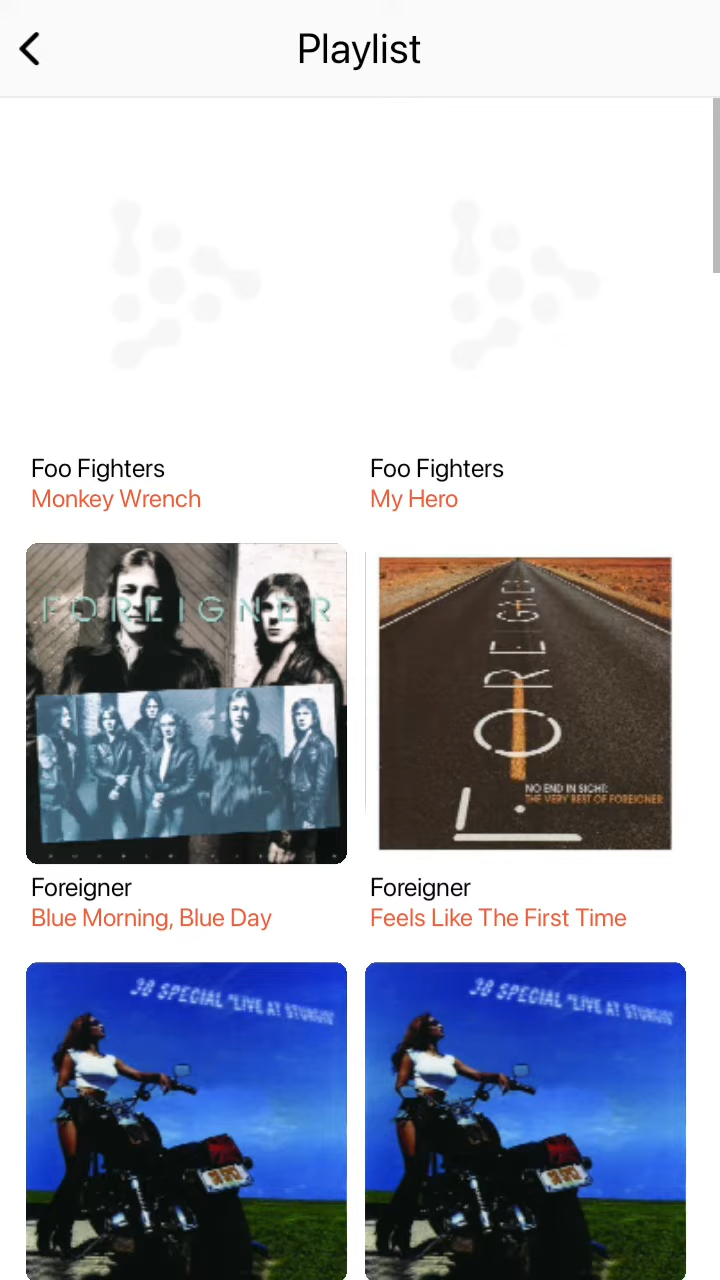 Playlist
Foo Fighters
Monkey Wrench
Foo Fighters
My Hero
FOREIGNER
FOREIGNER
NO END IN SIGHT:
THE VERY BEST OF FOREIGNER
Foreigner
Blue Morning, Blue Day
Foreigner
Feels Like The First Time
38 SPECIAL "LIVE AT STURGIS
38 SPECIAL "LIVE AT STURGIS